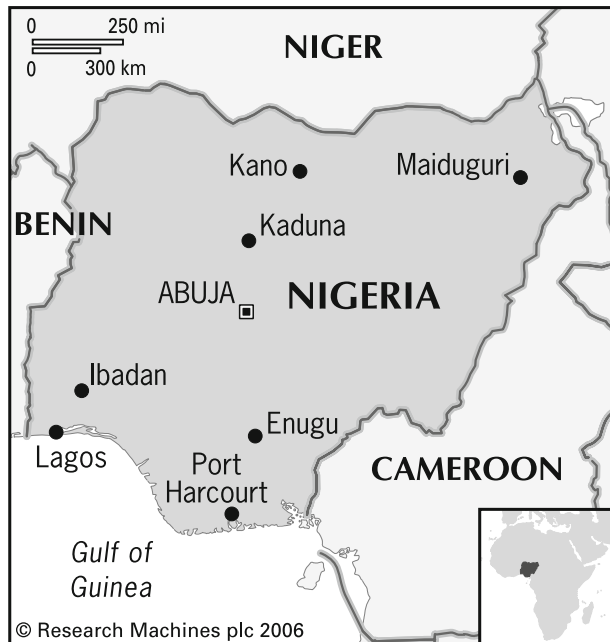 0 250 mi
0 300 km
NIGER
Kano
Maiduguri
BENIN
Kaduna
ABUJA
NIGERIA
Ibadan
Enugu
Lagos
Port
Harcourt
CAMEROON
Gulf of
Guinea
© Research Machines plc 2006